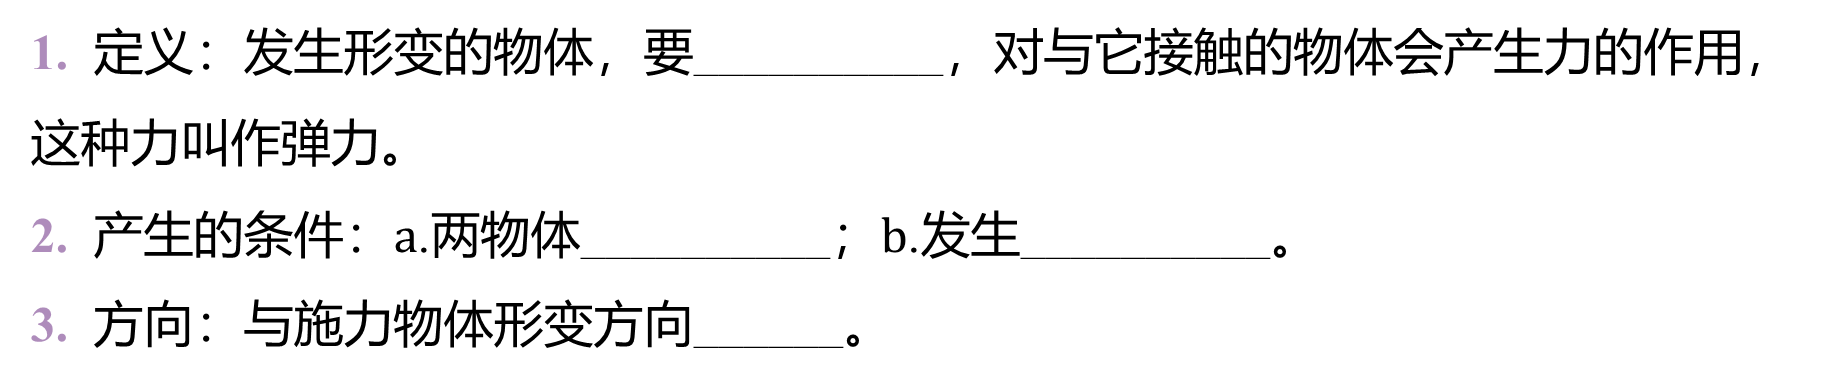 1. 定义：发生形变的物体，要__________，对与它接触的物体会产生力的作用，
这种力叫作弹力。
2. 产生的条件：a.两物体__________；b.发生__________。
3. 方向：与施力物体形变方向______。